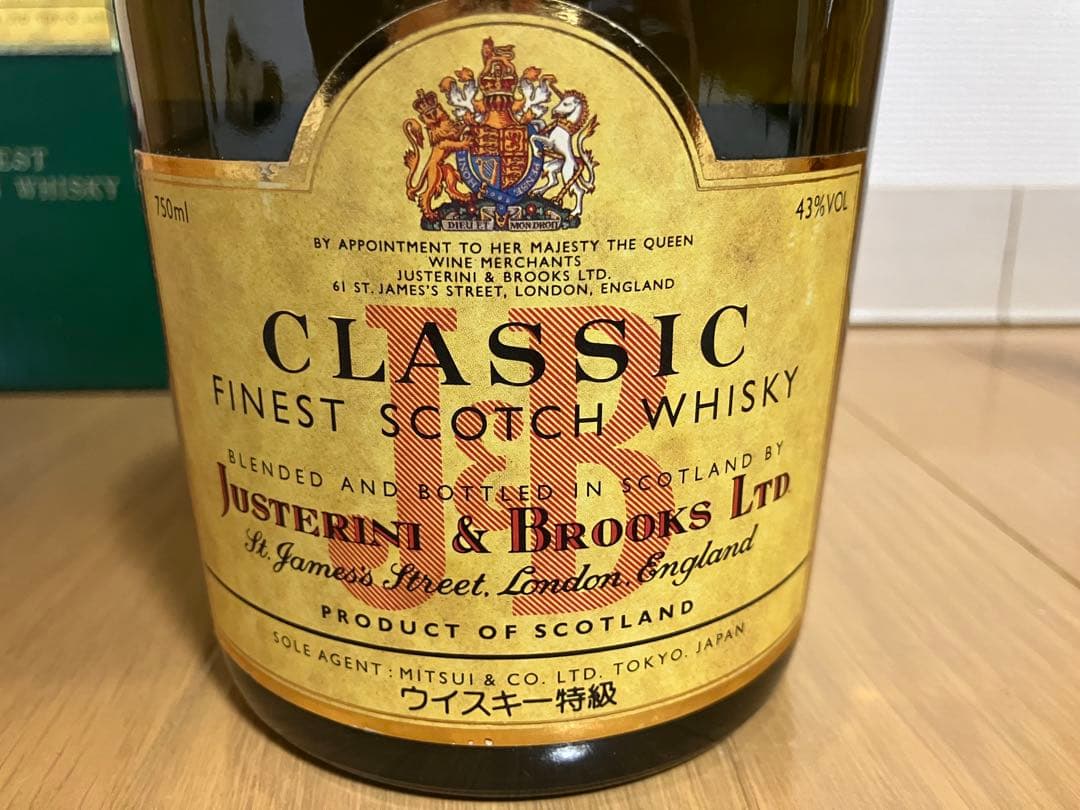 EST
WHISKY
750ml
43%VOL
DIEU ET MON DROIT
BY APPOINTMENT TO HER MAJESTY THE QUEEN
WINE MERCHANTS
JUSTERINI & BROOKS LTD.
61 ST. JAMES'S STREET, LONDON, ENGLAND
J&B
CLASSIC
FINEST SCOTCH WHISKY
BLENDED AND BOTTLED IN SCOTLAND BY
JUSTERINI & BROOKS LTD
St. James's Street, London, England
PRODUCT OF SCOTLAND
SOLE AGENT : MITSUI & CO. LTD. TOKYO. JAPAN
ウイスキー特級